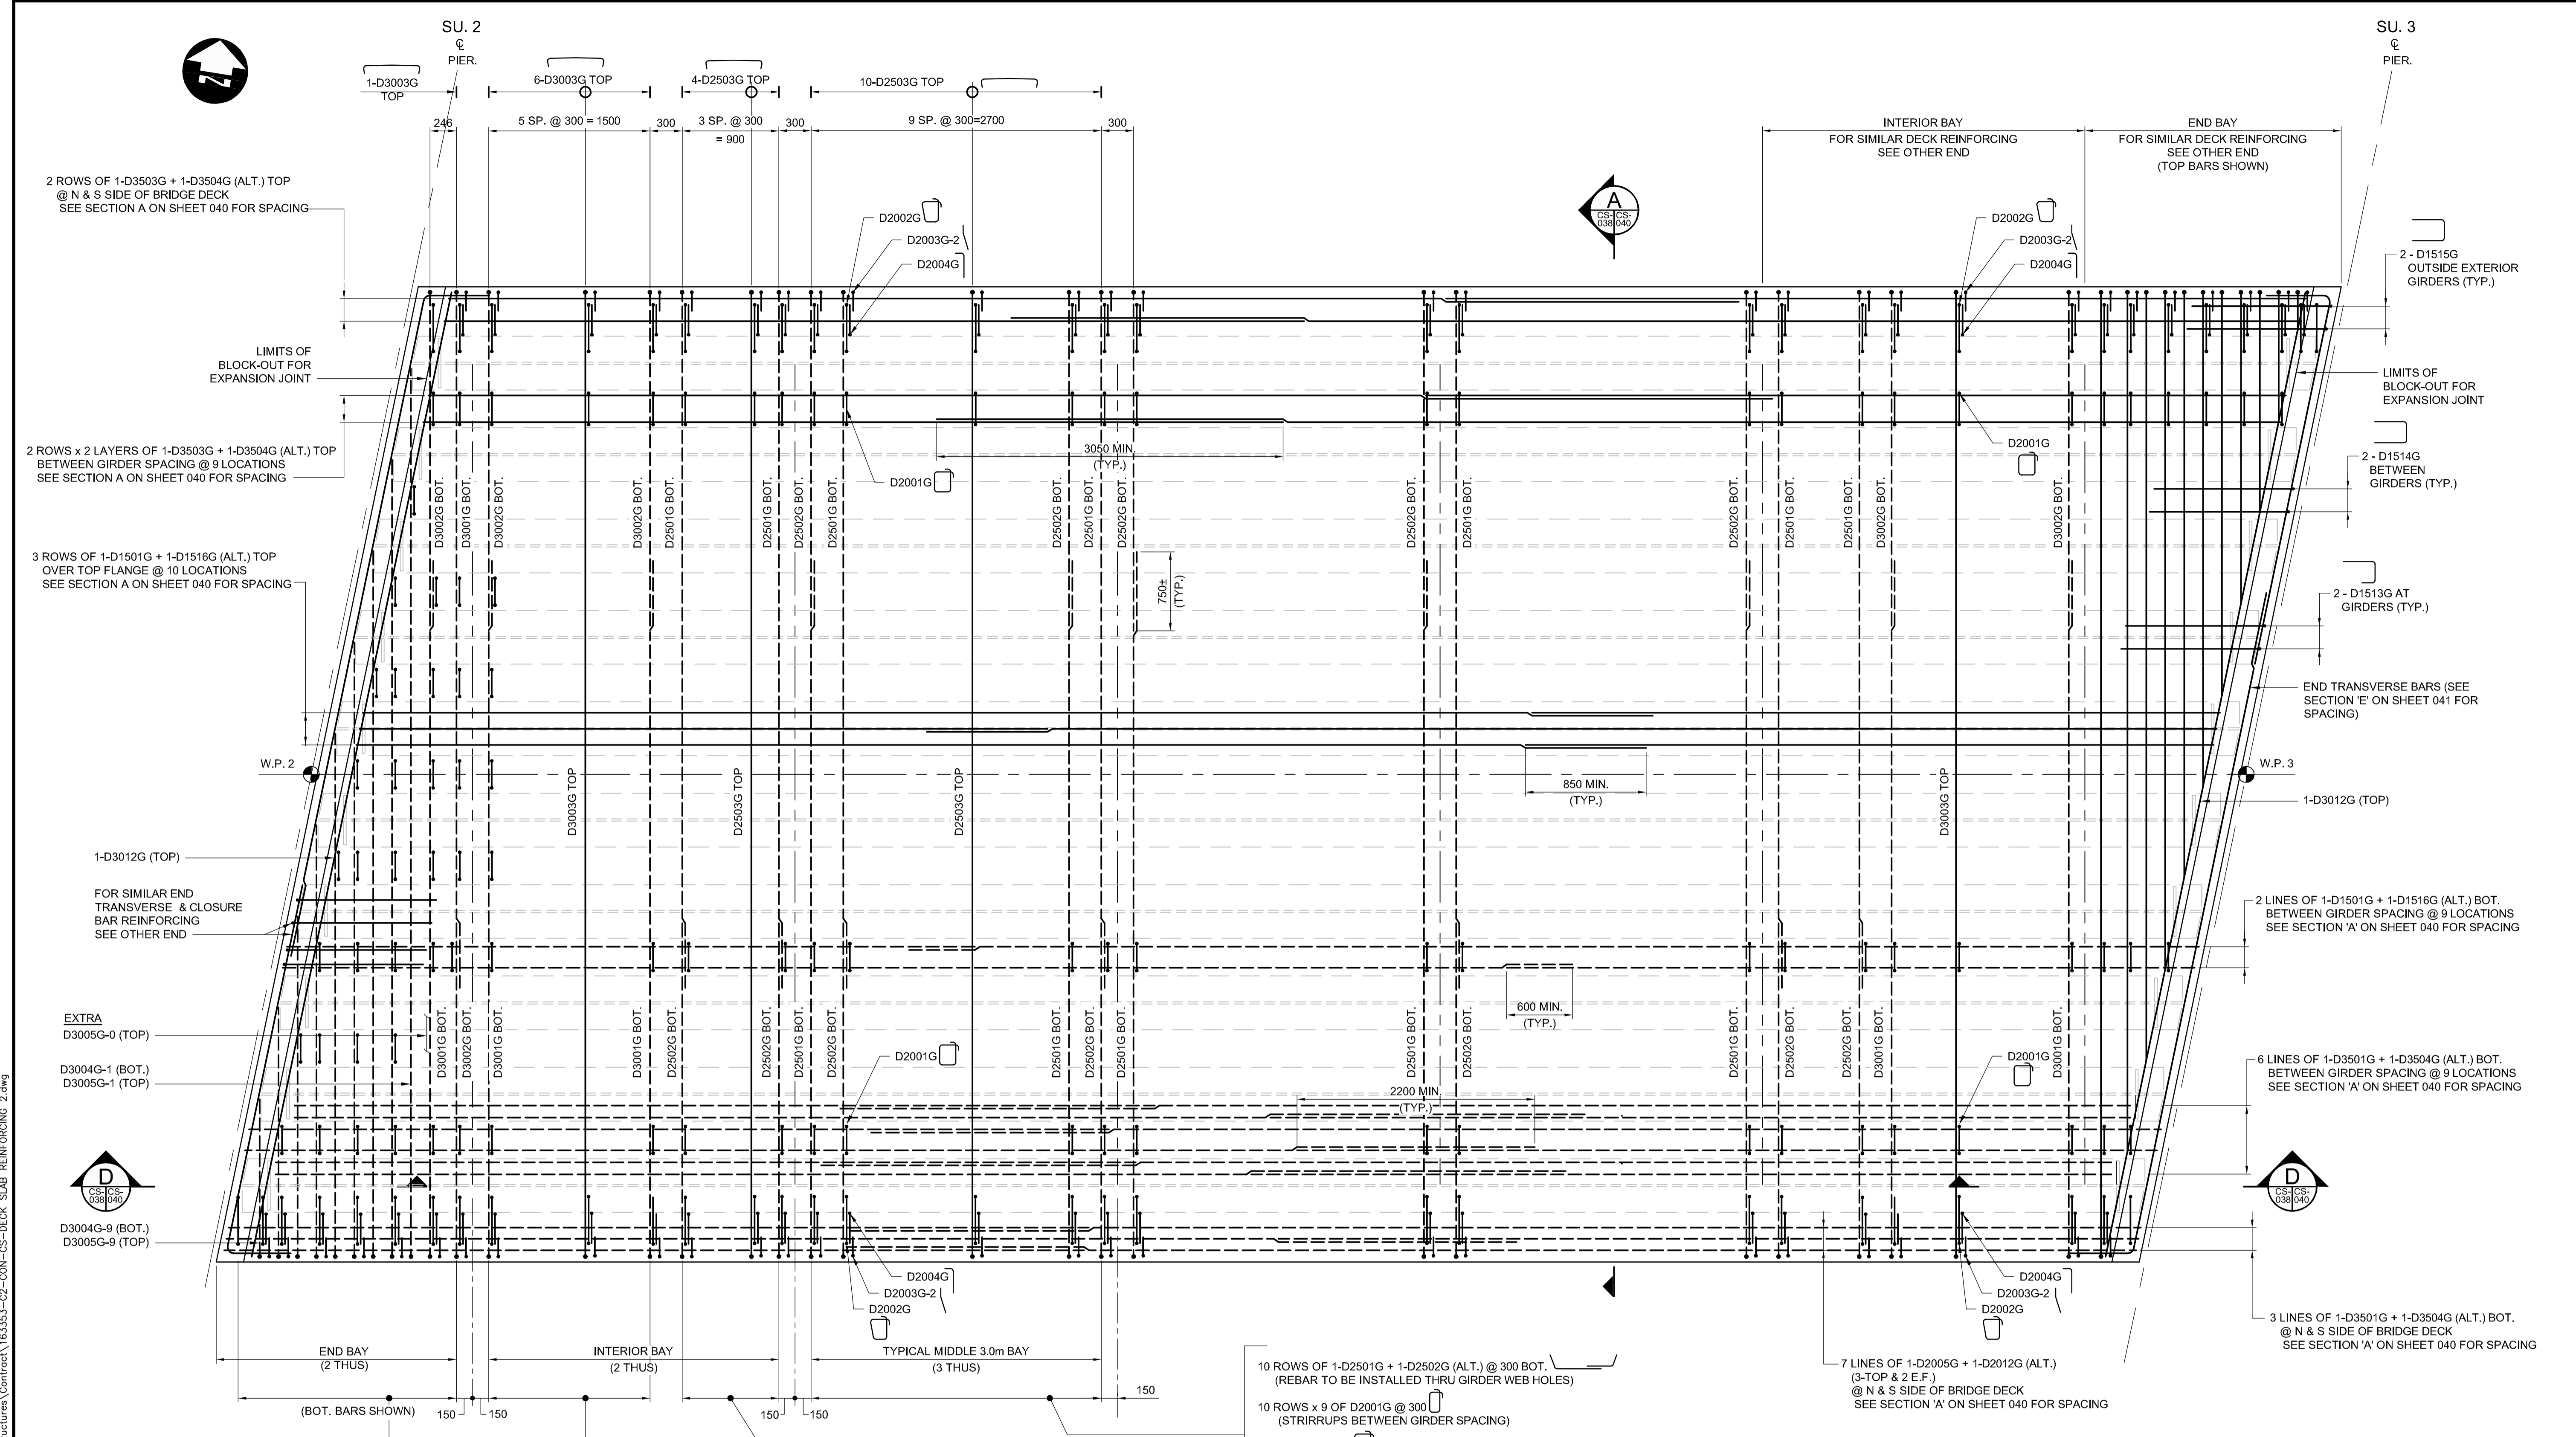 SU. 2
℄
PIER.
SU. 3
℄
PIER.
1-D3003G
TOP
6-D3003G TOP
4-D2503G TOP
10-D2503G TOP
246
5 SP. @ 300 = 1500
300
3 SP. @ 300
= 900
300
9 SP. @ 300=2700
300
INTERIOR BAY
FOR SIMILAR DECK REINFORCING
SEE OTHER END
END BAY
FOR SIMILAR DECK REINFORCING
SEE OTHER END
(TOP BARS SHOWN)
2 ROWS OF 1-D3503G + 1-D3504G (ALT.) TOP
@ N & S SIDE OF BRIDGE DECK
SEE SECTION A ON SHEET 040 FOR SPACING
D2002G
D2003G-2
D2004G
A
CS-038
CS-040
D2002G
D2003G-2
D2004G
2 - D1515G
OUTSIDE EXTERIOR
GIRDERS (TYP.)
LIMITS OF
BLOCK-OUT FOR
EXPANSION JOINT
LIMITS OF
BLOCK-OUT FOR
EXPANSION JOINT
2 ROWS x 2 LAYERS OF 1-D3503G + 1-D3504G (ALT.) TOP
BETWEEN GIRDER SPACING @ 9 LOCATIONS
SEE SECTION A ON SHEET 040 FOR SPACING
3050 MIN.
(TYP.)
D2001G
D2001G
2 - D1514G
BETWEEN
GIRDERS (TYP.)
D3002G BOT.
D3001G BOT.
D3002G BOT.
D3002G BOT.
D2501G BOT.
D2501G BOT.
D2502G BOT.
D2501G BOT.
D2502G BOT.
D2501G BOT.
D2502G BOT.
D2502G BOT.
D2501G BOT.
D2502G BOT.
D2501G BOT.
D2501G BOT.
D3002G BOT.
D3002G BOT.
3 ROWS OF 1-D1501G + 1-D1516G (ALT.) TOP
OVER TOP FLANGE @ 10 LOCATIONS
SEE SECTION A ON SHEET 040 FOR SPACING
750±
(TYP.)
2 - D1513G AT
GIRDERS (TYP.)
END TRANSVERSE BARS (SEE
SECTION 'E' ON SHEET 041 FOR
SPACING)
W.P. 2
W.P. 3
D3003G TOP
D2503G TOP
D2503G TOP
D3003G TOP
850 MIN.
(TYP.)
1-D3012G (TOP)
1-D3012G (TOP)
FOR SIMILAR END
TRANSVERSE & CLOSURE
BAR REINFORCING
SEE OTHER END
2 LINES OF 1-D1501G + 1-D1516G (ALT.) BOT.
BETWEEN GIRDER SPACING @ 9 LOCATIONS
SEE SECTION 'A' ON SHEET 040 FOR SPACING
600 MIN.
(TYP.)
EXTRA
D3005G-0 (TOP)
D3004G-1 (BOT.)
D3005G-1 (TOP)
D3001G BOT.
D3002G BOT.
D3001G BOT.
D3001G BOT.
D2502G BOT.
D2502G BOT.
D2501G BOT.
D2502G BOT.
D2501G BOT.
D2502G BOT.
D2501G BOT.
D2501G BOT.
D2502G BOT.
D2501G BOT.
D2502G BOT.
D2502G BOT.
D3001G BOT.
D3001G BOT.
D2001G
D2001G
6 LINES OF 1-D3501G + 1-D3504G (ALT.) BOT.
BETWEEN GIRDER SPACING @ 9 LOCATIONS
SEE SECTION 'A' ON SHEET 040 FOR SPACING
2200 MIN.
(TYP.)
D
CS-038
CS-040
D
CS-038
CS-040
D3004G-9 (BOT.)
D3005G-9 (TOP)
D2004G
D2003G-2
D2002G
D2004G
D2003G-2
D2002G
3 LINES OF 1-D3501G + 1-D3504G (ALT.) BOT.
@ N & S SIDE OF BRIDGE DECK
SEE SECTION 'A' ON SHEET 040 FOR SPACING
END BAY
(2 THUS)
INTERIOR BAY
(2 THUS)
TYPICAL MIDDLE 3.0m BAY
(3 THUS)
10 ROWS OF 1-D2501G + 1-D2502G (ALT.) @ 300 BOT.
(REBAR TO BE INSTALLED THRU GIRDER WEB HOLES)
10 ROWS x 9 OF D2001G @ 300
(STRIRRUPS BETWEEN GIRDER SPACING)
7 LINES OF 1-D2005G + 1-D2012G (ALT.)
(3-TOP & 2 E.F.)
@ N & S SIDE OF BRIDGE DECK
SEE SECTION 'A' ON SHEET 040 FOR SPACING
(BOT. BARS SHOWN)
150
150
150
150
150
uctures\Contract\163353-C2-CON-CS-DECK SLAB REINFORCING 2.dwg